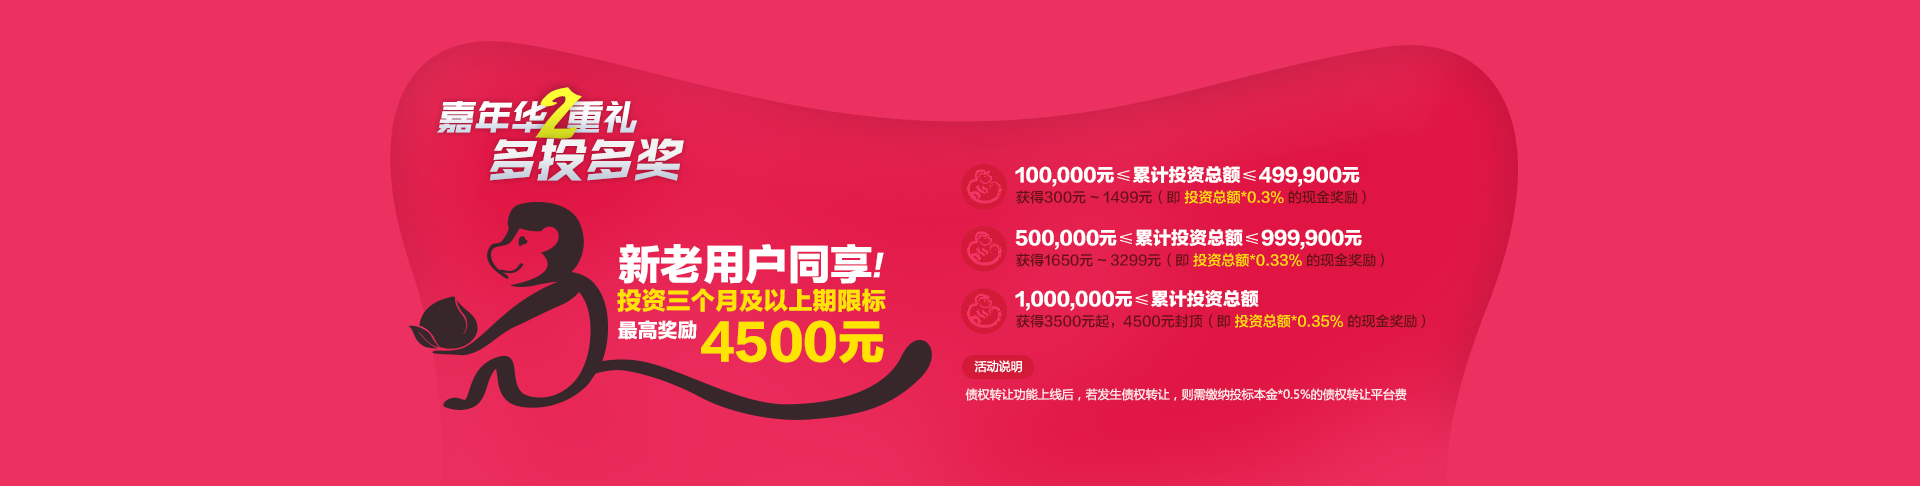 嘉年华2重礼
多投多奖
新老用户同享!
投资三个月及以上期限标
最高奖励4500元
100,000元≤累计投资总额≤499,900元
获得300元~1499元（即 投资总额*0.3% 的现金奖励）
500,000元≤累计投资总额≤999,900元
获得1650元~3299元（即 投资总额*0.33% 的现金奖励）
1,000,000元≤累计投资总额
获得3500元起，4500元封顶（即 投资总额*0.35% 的现金奖励）
活动说明
债权转让功能上线后，若发生债权转让，则需缴纳投标本金*0.5%的债权转让平台费